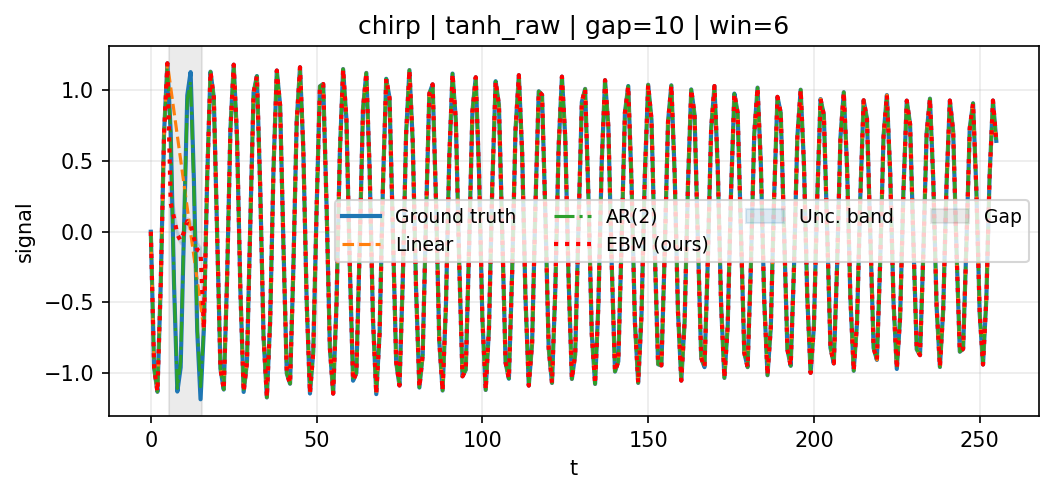 chirp | tanh_raw | gap=10 | win=6
signal
1.0
0.5
0.0
−0.5
−1.0
Ground truth
Linear
AR(2)
EBM (ours)
Unc. band
Gap
0 50 100 150 200 250
t